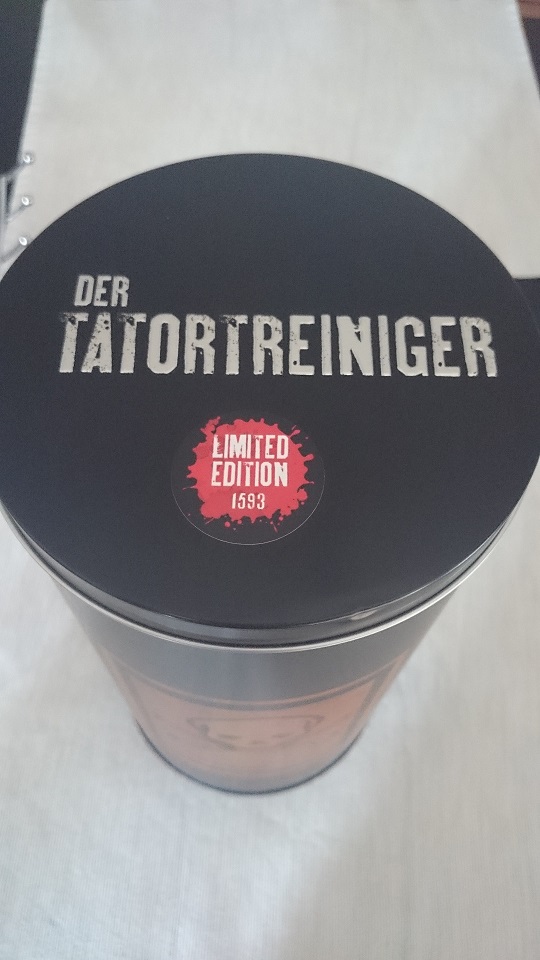 DER
TATORTREINIGER
LIMITED
EDITION
1593